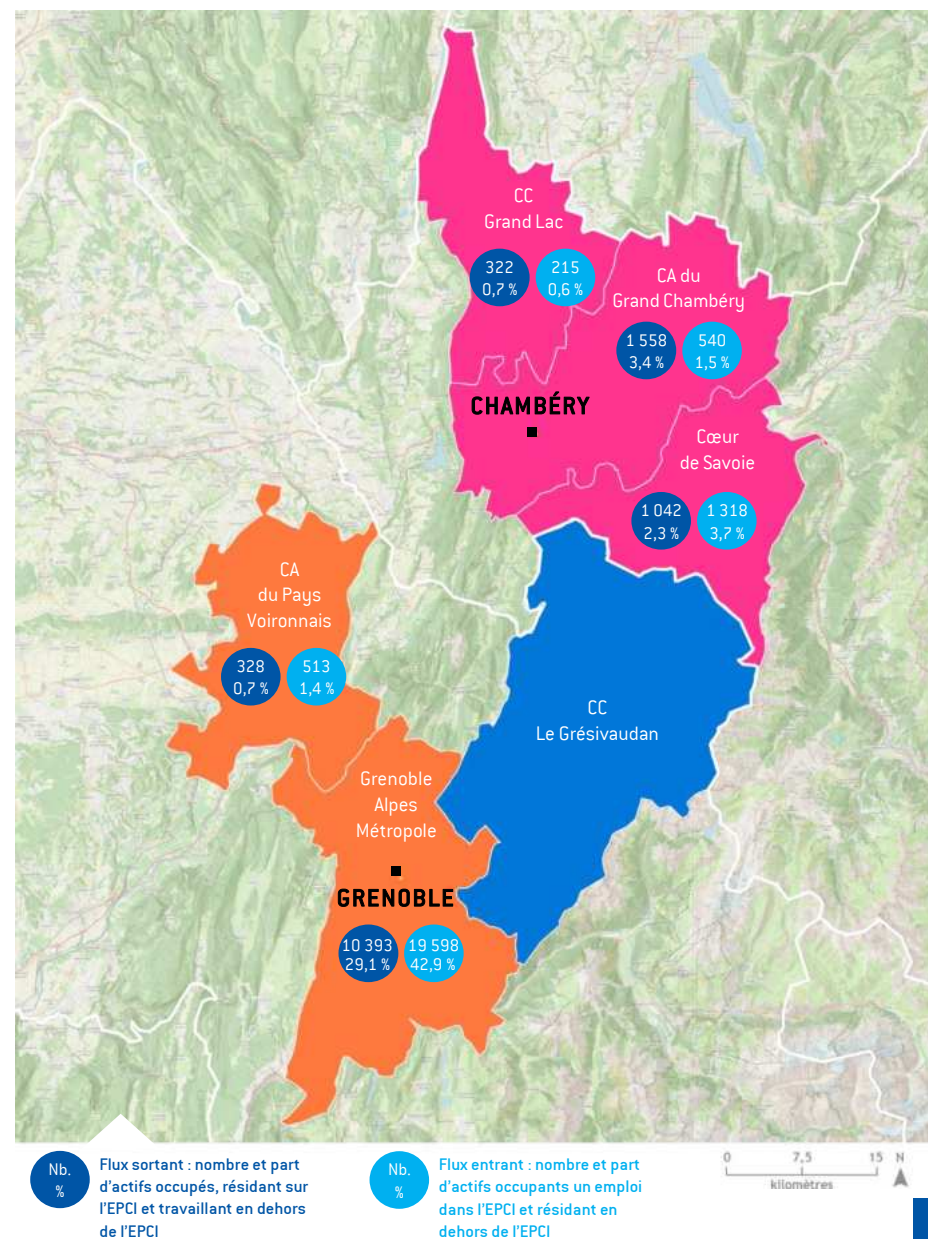 CC
Grand Lac
322
0,7 %
215
0,6 %
CA du
Grand Chambéry
1 558
3,4 %
540
1,5 %
CHAMBÉRY
Cœur
de Savoie
1 042
2,3 %
1 318
3,7 %
CA
du Pays
Voironnais
328
0,7 %
513
1,4 %
CC
Le Grésivaudan
Grenoble
Alpes
Métropole
GRENOBLE
10 393
29,1 %
19 598
42,9 %
Nb.
%
Flux sortant : nombre et part
d'actifs occupés, résidant sur
l'EPCI et travaillant en dehors
de l'EPCI
Nb.
%
Flux entrant : nombre et part
d'actifs occupants un emploi
dans l'EPCI et résidant en
dehors de l'EPCI
0 7,5 15 N
kilomètres